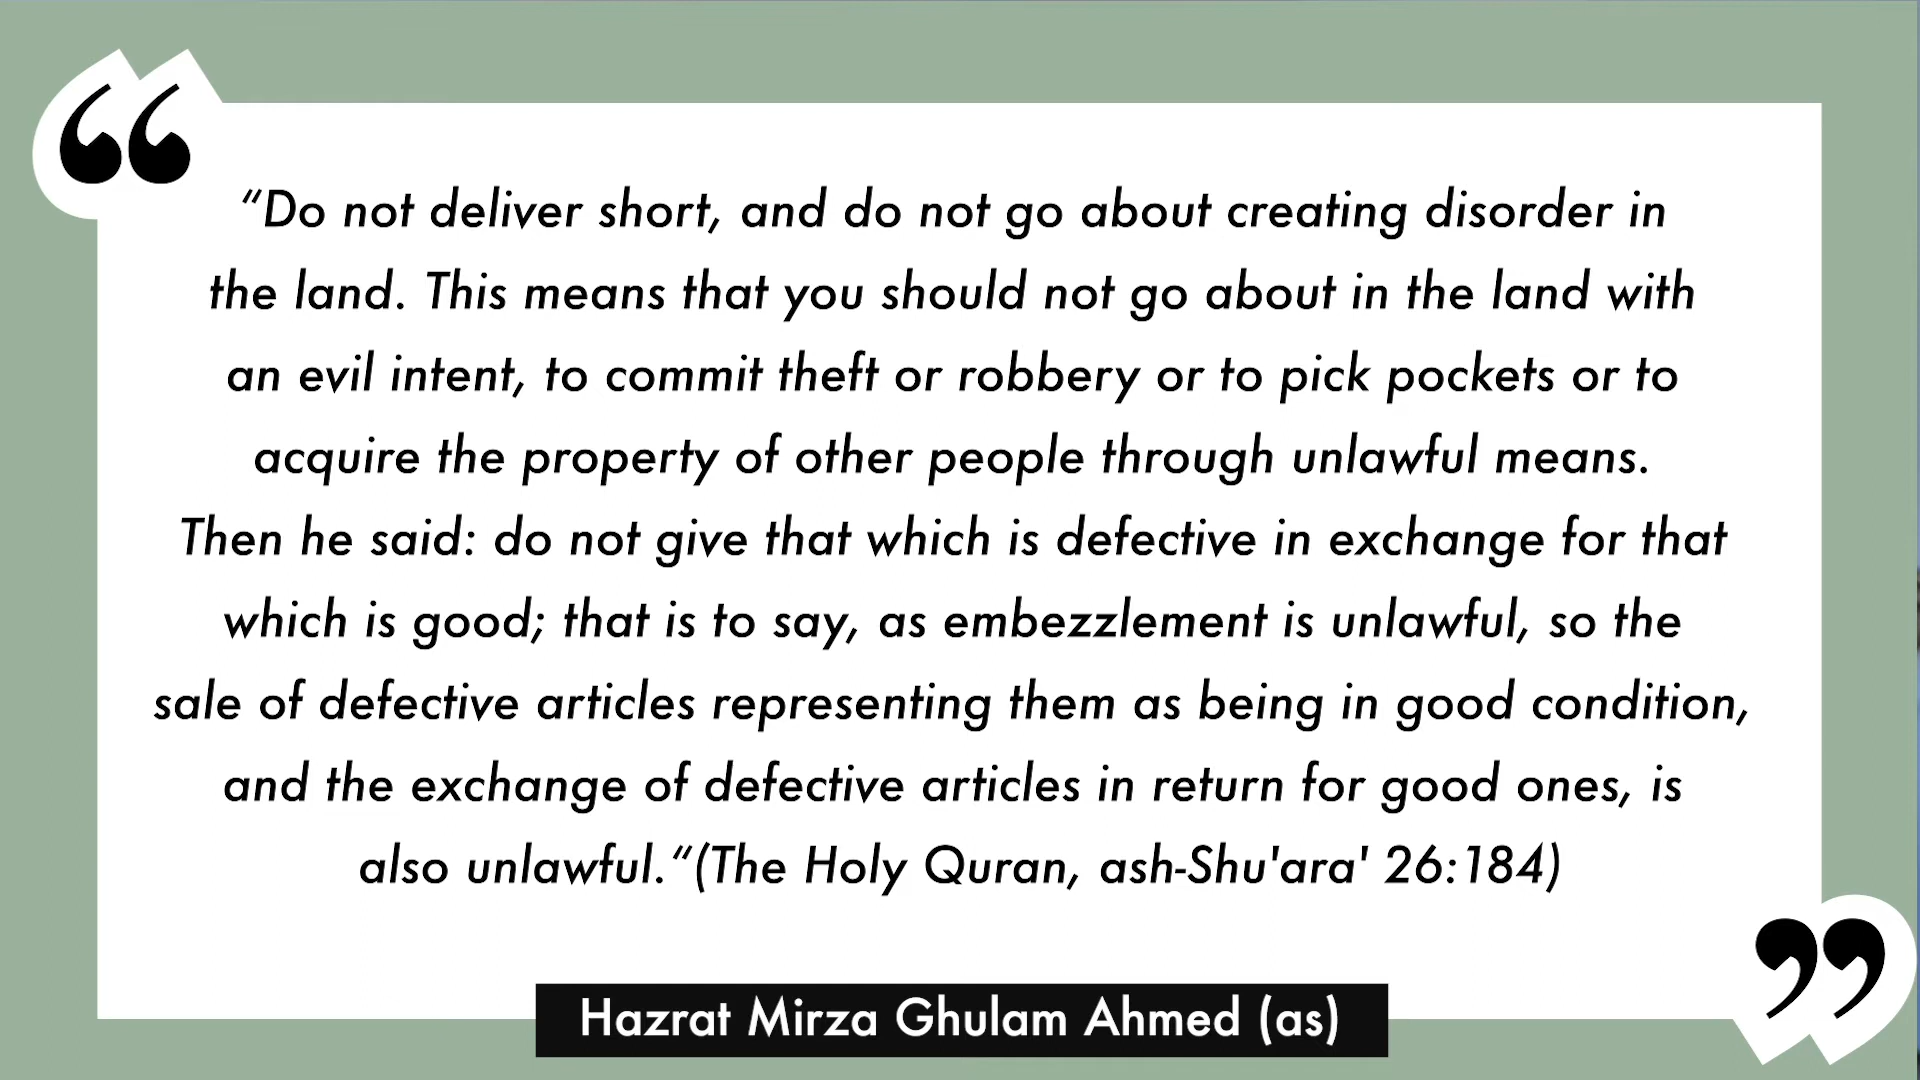 “Do not deliver short, and do not go about creating disorder in
the land. This means that you should not go about in the land with
an evil intent, to commit theft or robbery or to pick pockets or to
acquire the property of other people through unlawful means.
Then he said: do not give that which is defective in exchange for that
which is good; that is to say, as embezzlement is unlawful, so the
sale of defective articles representing them as being in good condition,
and the exchange of defective articles in return for good ones, is
also unlawful.“(The Holy Quran, ash-Shu'ara' 26:184)
Hazrat Mirza Ghulam Ahmed (as)